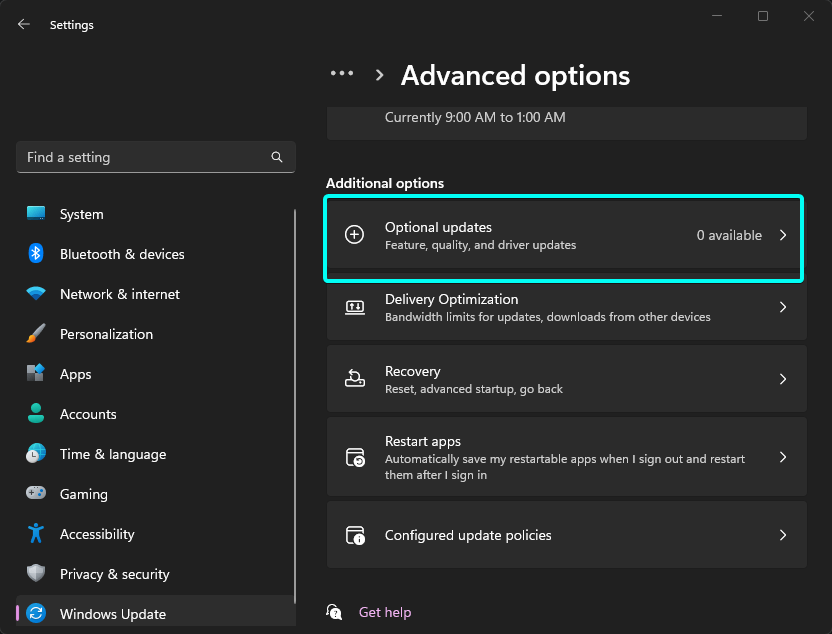 Settings
... > Advanced options
Currently 9:00 AM to 1:00 AM
Find a setting
System
Bluetooth & devices
Network & internet
Personalization
Apps
Accounts
Time & language
Gaming
Accessibility
Privacy & security
Windows Update
Additional options
Optional updates
Feature, quality, and driver updates
0 available
Delivery Optimization
Bandwidth limits for updates, downloads from other devices
Recovery
Reset, advanced startup, go back
Restart apps
Automatically save my restartable apps when I sign out and restart
them after I sign in
Configured update policies
Get help